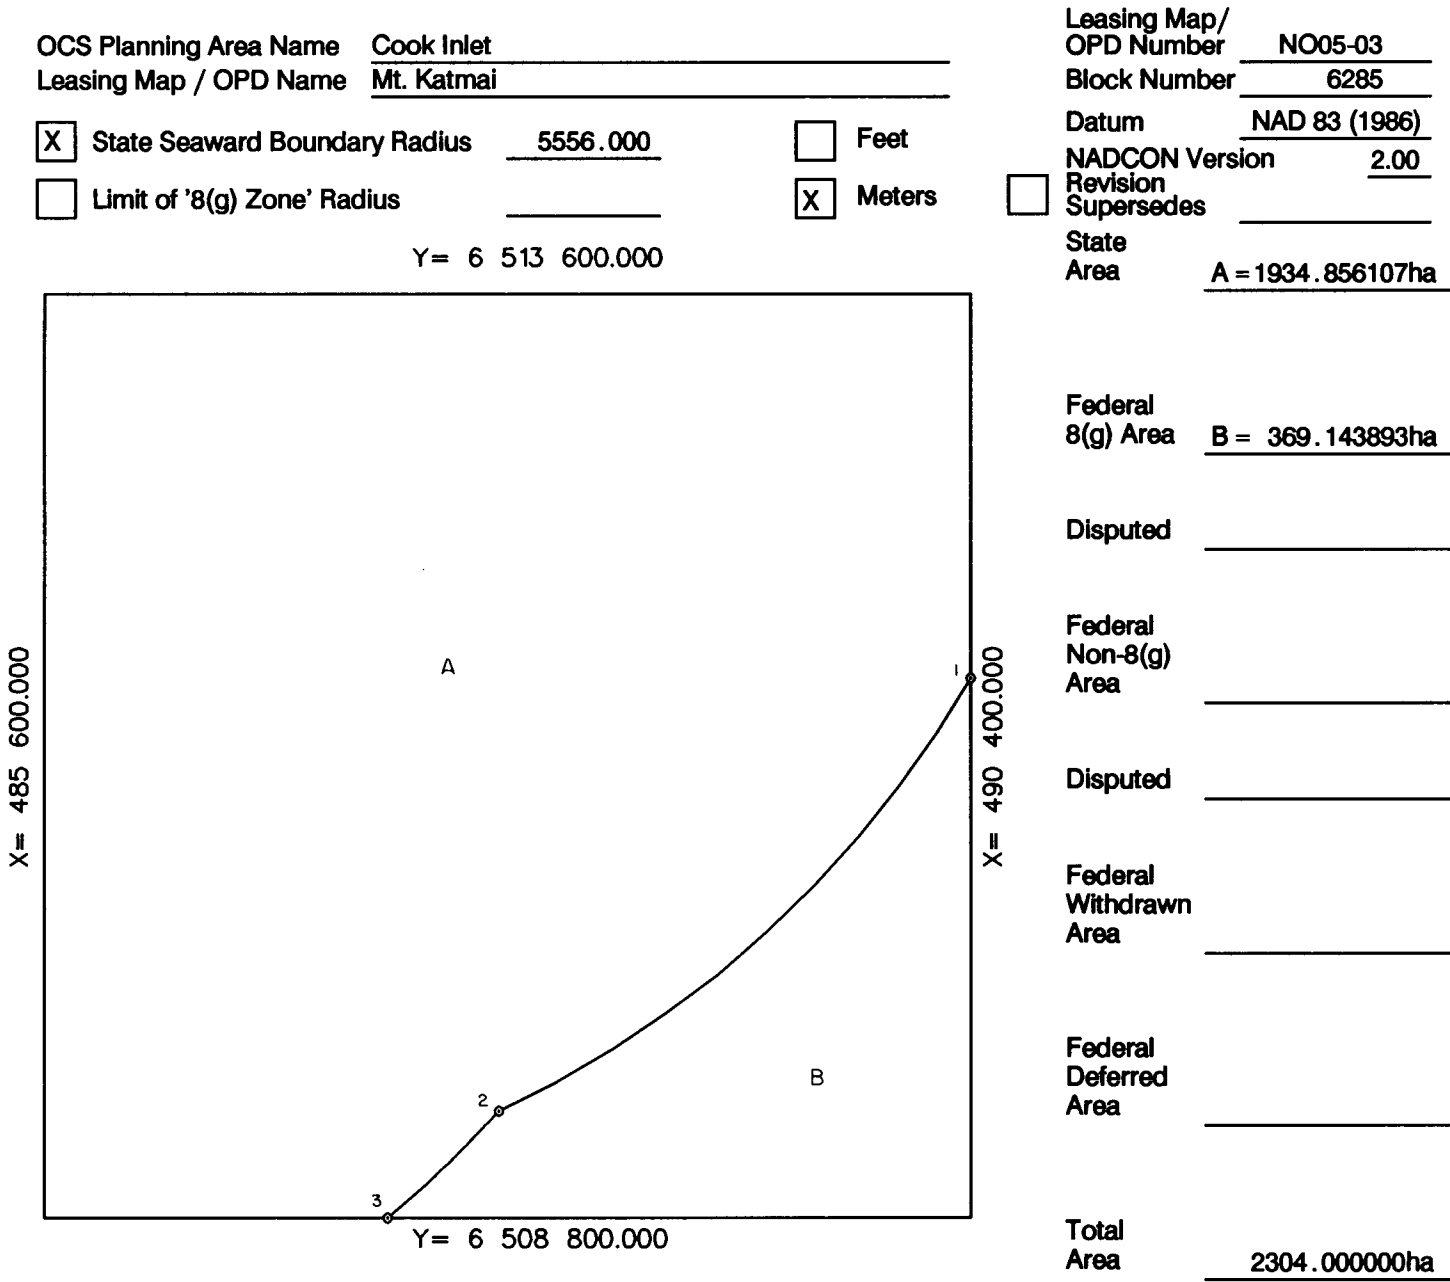 OCS Planning Area Name Cook Inlet
Leasing Map / OPD Name Mt. Katmai
X State Seaward Boundary Radius 5556.000 Feet
Limit of '8(g) Zone' Radius X Meters
Leasing Map/
OPD Number NO05-03
Block Number 6285
Datum NAD 83 (1986)
NADCON Version 2.00
Revision
Supersedes
State
Area A = 1934.856107ha
Y= 6 513 600.000
Federal
8(g) Area B = 369.143893ha
Disputed
Federal
Non-8(g)
Area
Disputed
Federal
Withdrawn
Area
Federal
Deferred
Area
Total
Area 2304.000000ha
X= 485 600.000
A
1
X= 490 400.000
B
2
3
Y= 6 508 800.000